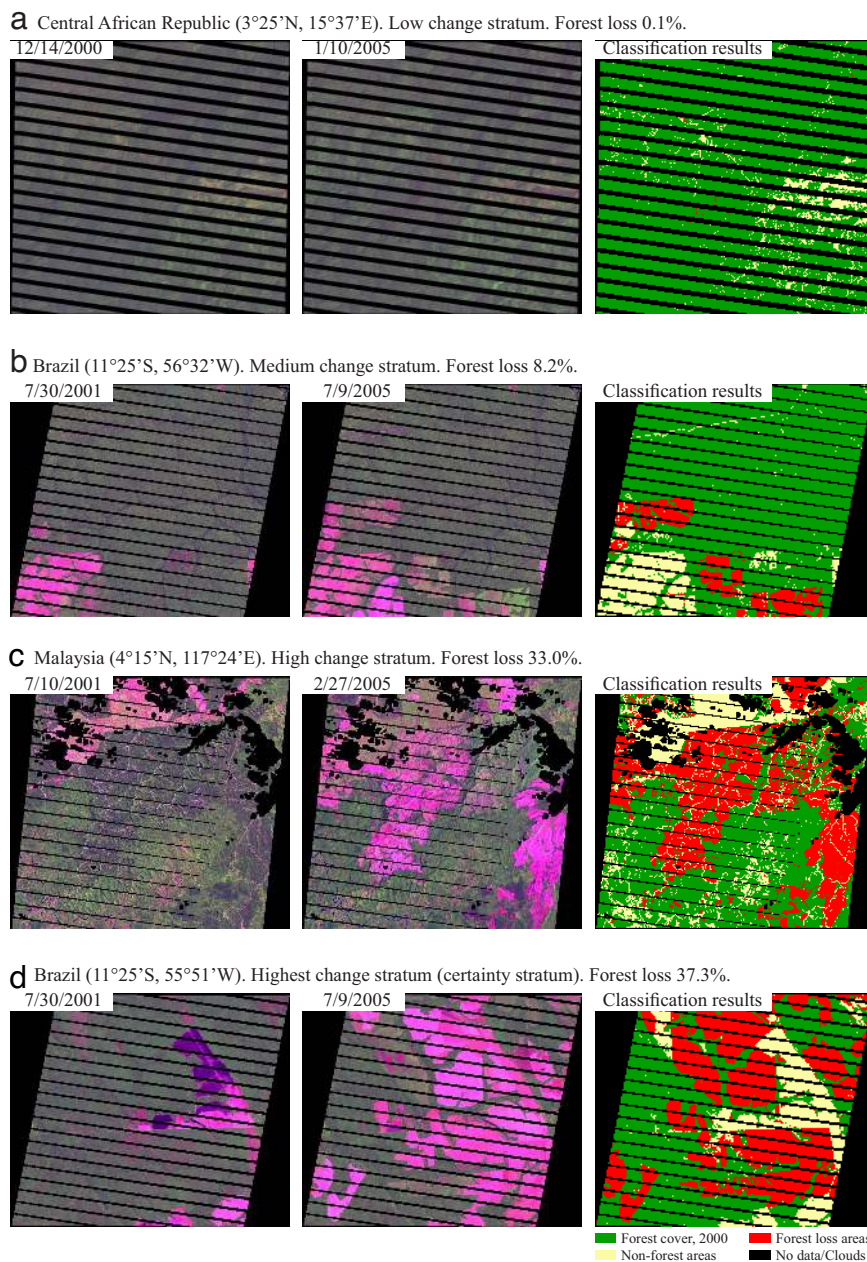 a Central African Republic (3°25'N, 15°37'E). Low change stratum. Forest loss 0.1%.
12/14/2000 1/10/2005 Classification results
b Brazil (11°25'S, 56°32'W). Medium change stratum. Forest loss 8.2%.
7/30/2001 7/9/2005 Classification results
c Malaysia (4°15'N, 117°24'E). High change stratum. Forest loss 33.0%.
7/10/2001 2/27/2005 Classification results
d Brazil (11°25'S, 55°51'W). Highest change stratum (certainty stratum). Forest loss 37.3%.
7/30/2001 7/9/2005 Classification results
Forest cover, 2000 Forest loss areas
Non-forest areas No data/Clouds